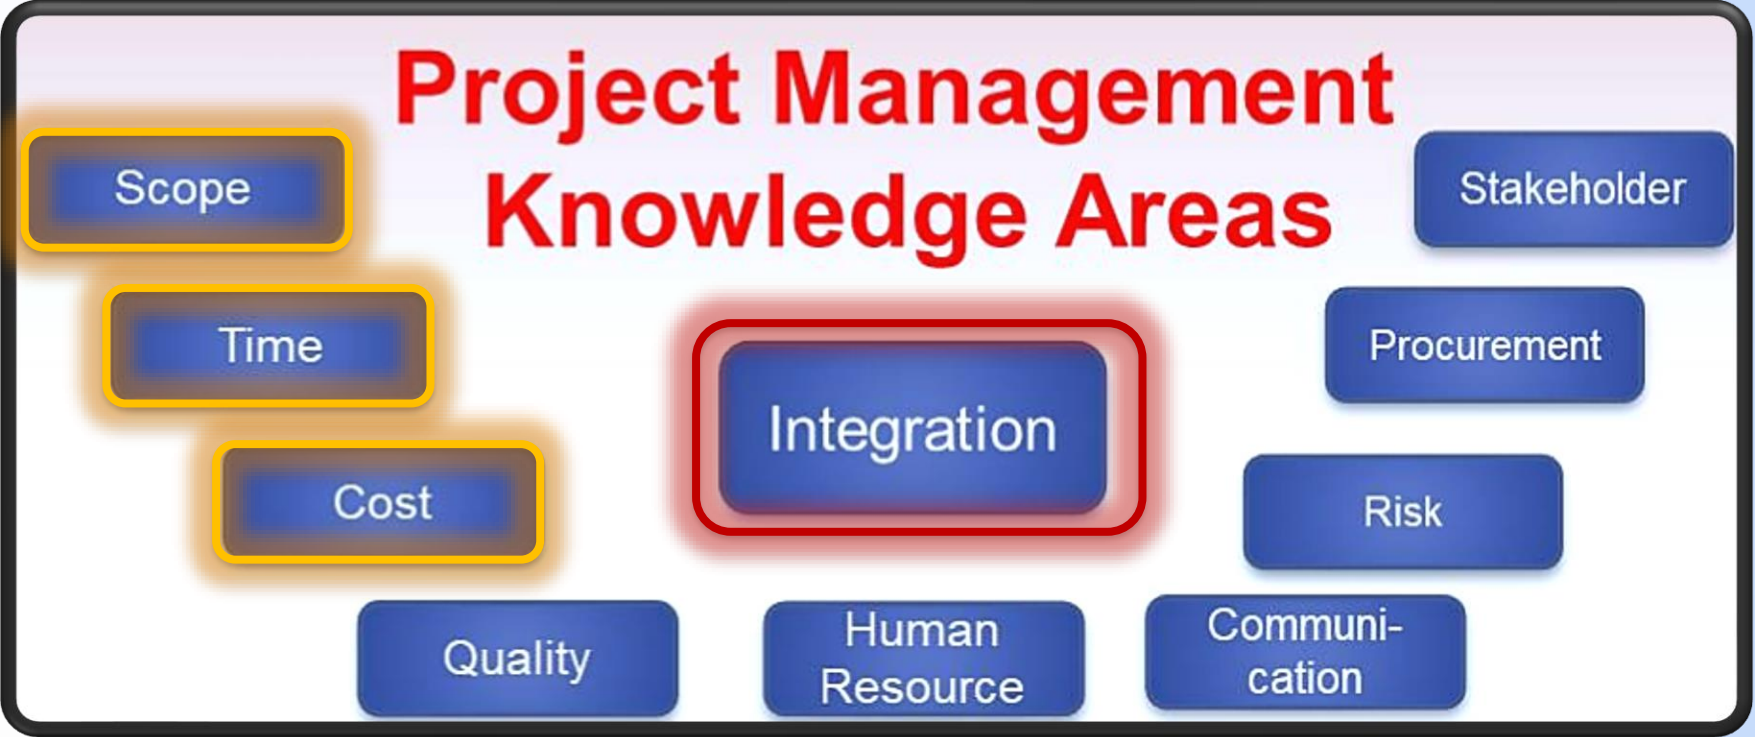 Project Management
Knowledge Areas
Scope
Stakeholder
Time
Procurement
Integration
Cost
Risk
Quality
Human
Resource
Communi-
cation